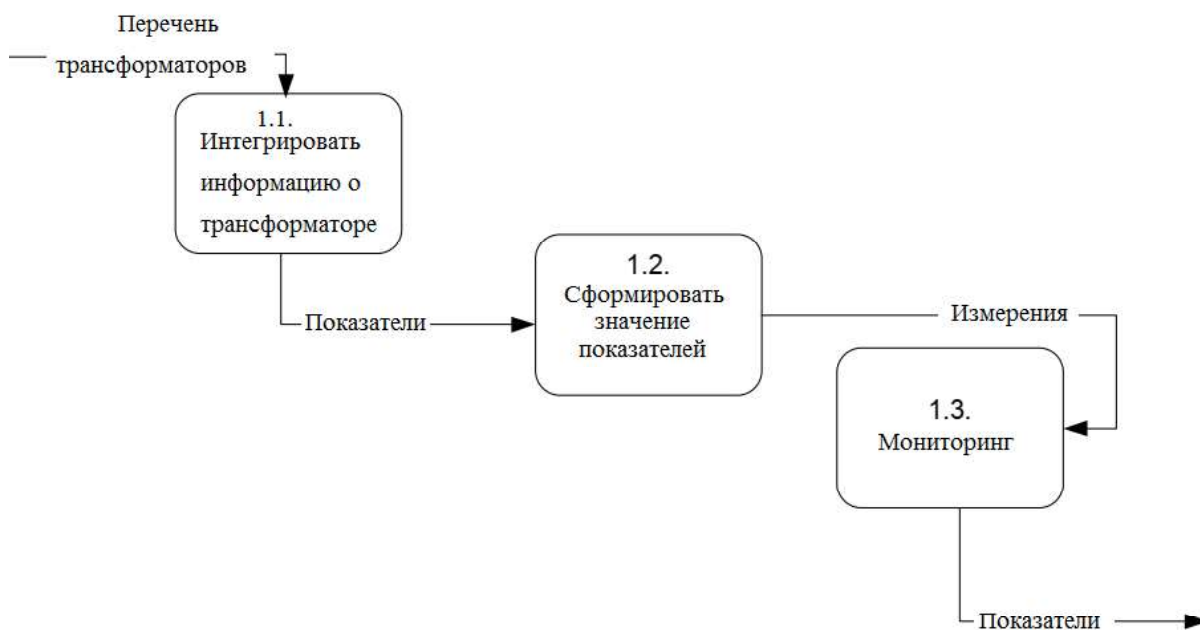 Перечень
трансформаторов
1.1.
Интегрировать
информацию о
трансформаторе
Показатели
1.2.
Сформировать
значение
показателей
Измерения
1.3.
Мониторинг
Показатели